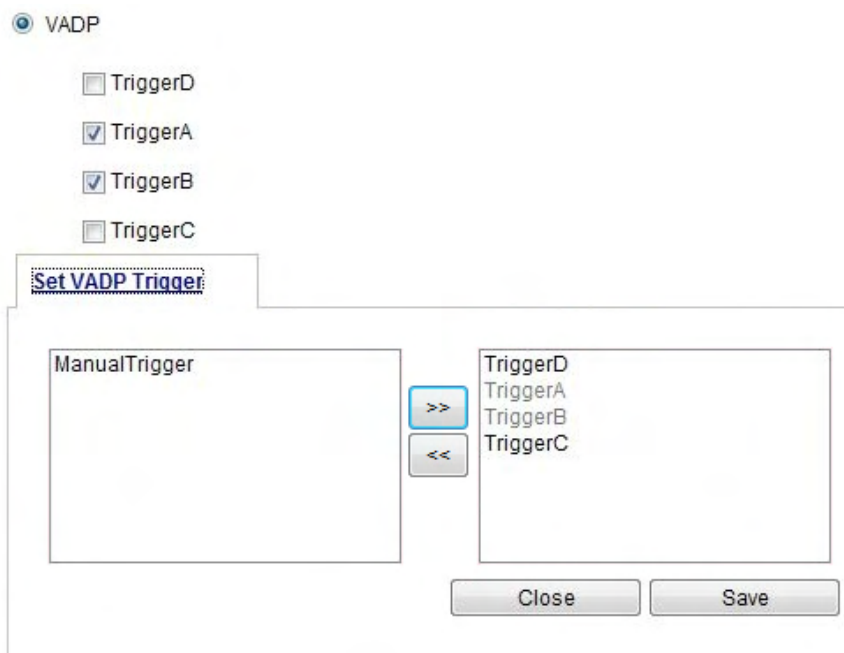 VADP
TriggerD
TriggerA
TriggerB
TriggerC
Set VADP Trigger
ManualTrigger
TriggerD
TriggerA
>>
TriggerB
TriggerC
<<
Close Save